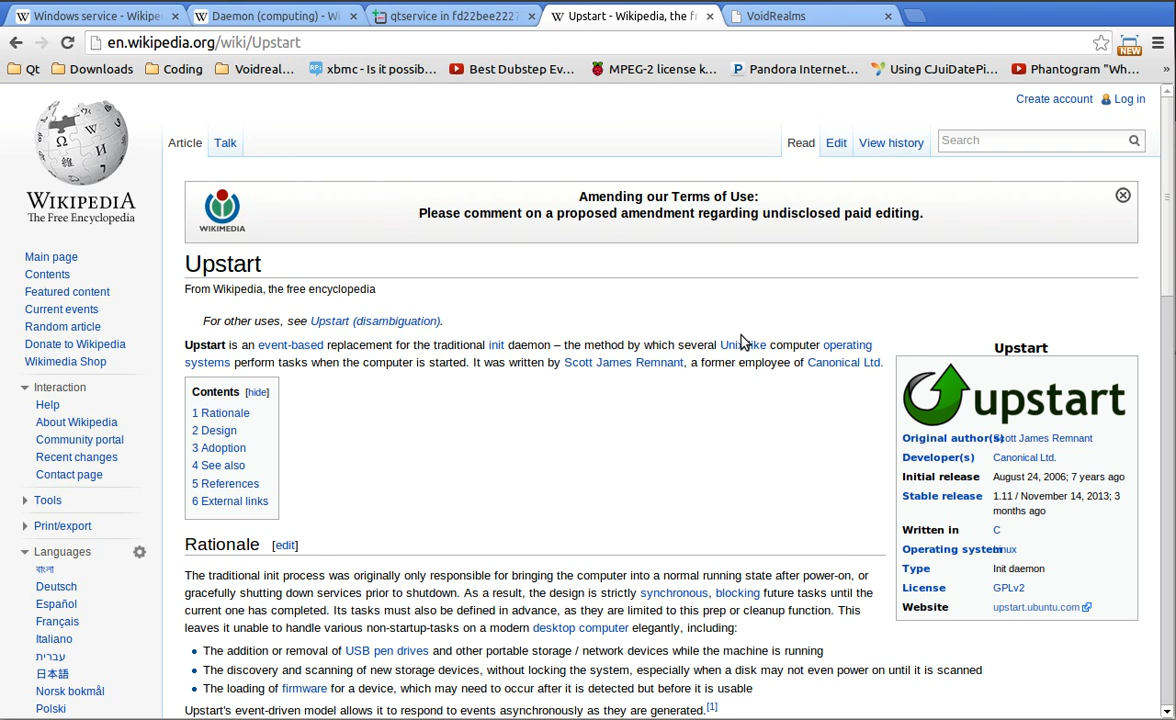 Windows service - Wikipe
Daemon (computing) - Wi
qtservice in fd22bee2227
Upstart - Wikipedia, the fr
VoidRealms
en.wikipedia.org/wiki/Upstart
NEW
Qt
Downloads
Coding
Voidreal...
xbmc - Is it possib...
Best Dubstep Ev...
MPEG-2 license k...
Pandora Internet...
Using CJuiDatePi...
Phantogram "Wh...
»
Create account
Log in
Article
Talk
Read
Edit
View history
Search
WIKIPEDIA
The Free Encyclopedia
WIKIMEDIA
Amending our Terms of Use:
Please comment on a proposed amendment regarding undisclosed paid editing.
Main page
Contents
Featured content
Current events
Random article
Donate to Wikipedia
Wikimedia Shop
Interaction
Help
About Wikipedia
Community portal
Recent changes
Contact page
Tools
Print/export
Languages
বাংলা
Deutsch
Español
Français
Italiano
עברית
日本語
Norsk bokmål
Polski
Upstart
From Wikipedia, the free encyclopedia
For other uses, see Upstart (disambiguation).
Upstart is an event-based replacement for the traditional init daemon – the method by which several Unix-like computer operating
systems perform tasks when the computer is started. It was written by Scott James Remnant, a former employee of Canonical Ltd.
Contents [hide]
1 Rationale
2 Design
3 Adoption
4 See also
5 References
6 External links
Upstart
upstart
Original author(s) Scott James Remnant
Developer(s) Canonical Ltd.
Initial release August 24, 2006; 7 years ago
Stable release 1.11 / November 14, 2013; 3
months ago
Written in C
Operating system Linux
Type Init daemon
License GPLv2
Website upstart.ubuntu.com
Rationale [edit]
The traditional init process was originally only responsible for bringing the computer into a normal running state after power-on, or
gracefully shutting down services prior to shutdown. As a result, the design is strictly synchronous, blocking future tasks until the
current one has completed. Its tasks must also be defined in advance, as they are limited to this prep or cleanup function. This
leaves it unable to handle various non-startup-tasks on a modern desktop computer elegantly, including:
• The addition or removal of USB pen drives and other portable storage / network devices while the machine is running
• The discovery and scanning of new storage devices, without locking the system, especially when a disk may not even power on until it is scanned
• The loading of firmware for a device, which may need to occur after it is detected but before it is usable
Upstart's event-driven model allows it to respond to events asynchronously as they are generated.[1]